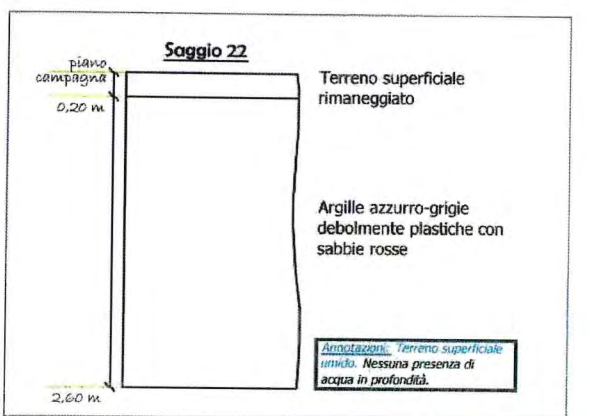 Saggio 22
piano
campagna
0,20 m
Terreno superficiale
rimaneggiato
Argille azzurro-grigie
debolmente plastiche con
sabbie rosse
Annotazioni: Terreno superficiale
umido. Nessuna presenza di
acqua in profondità.
2,60 m